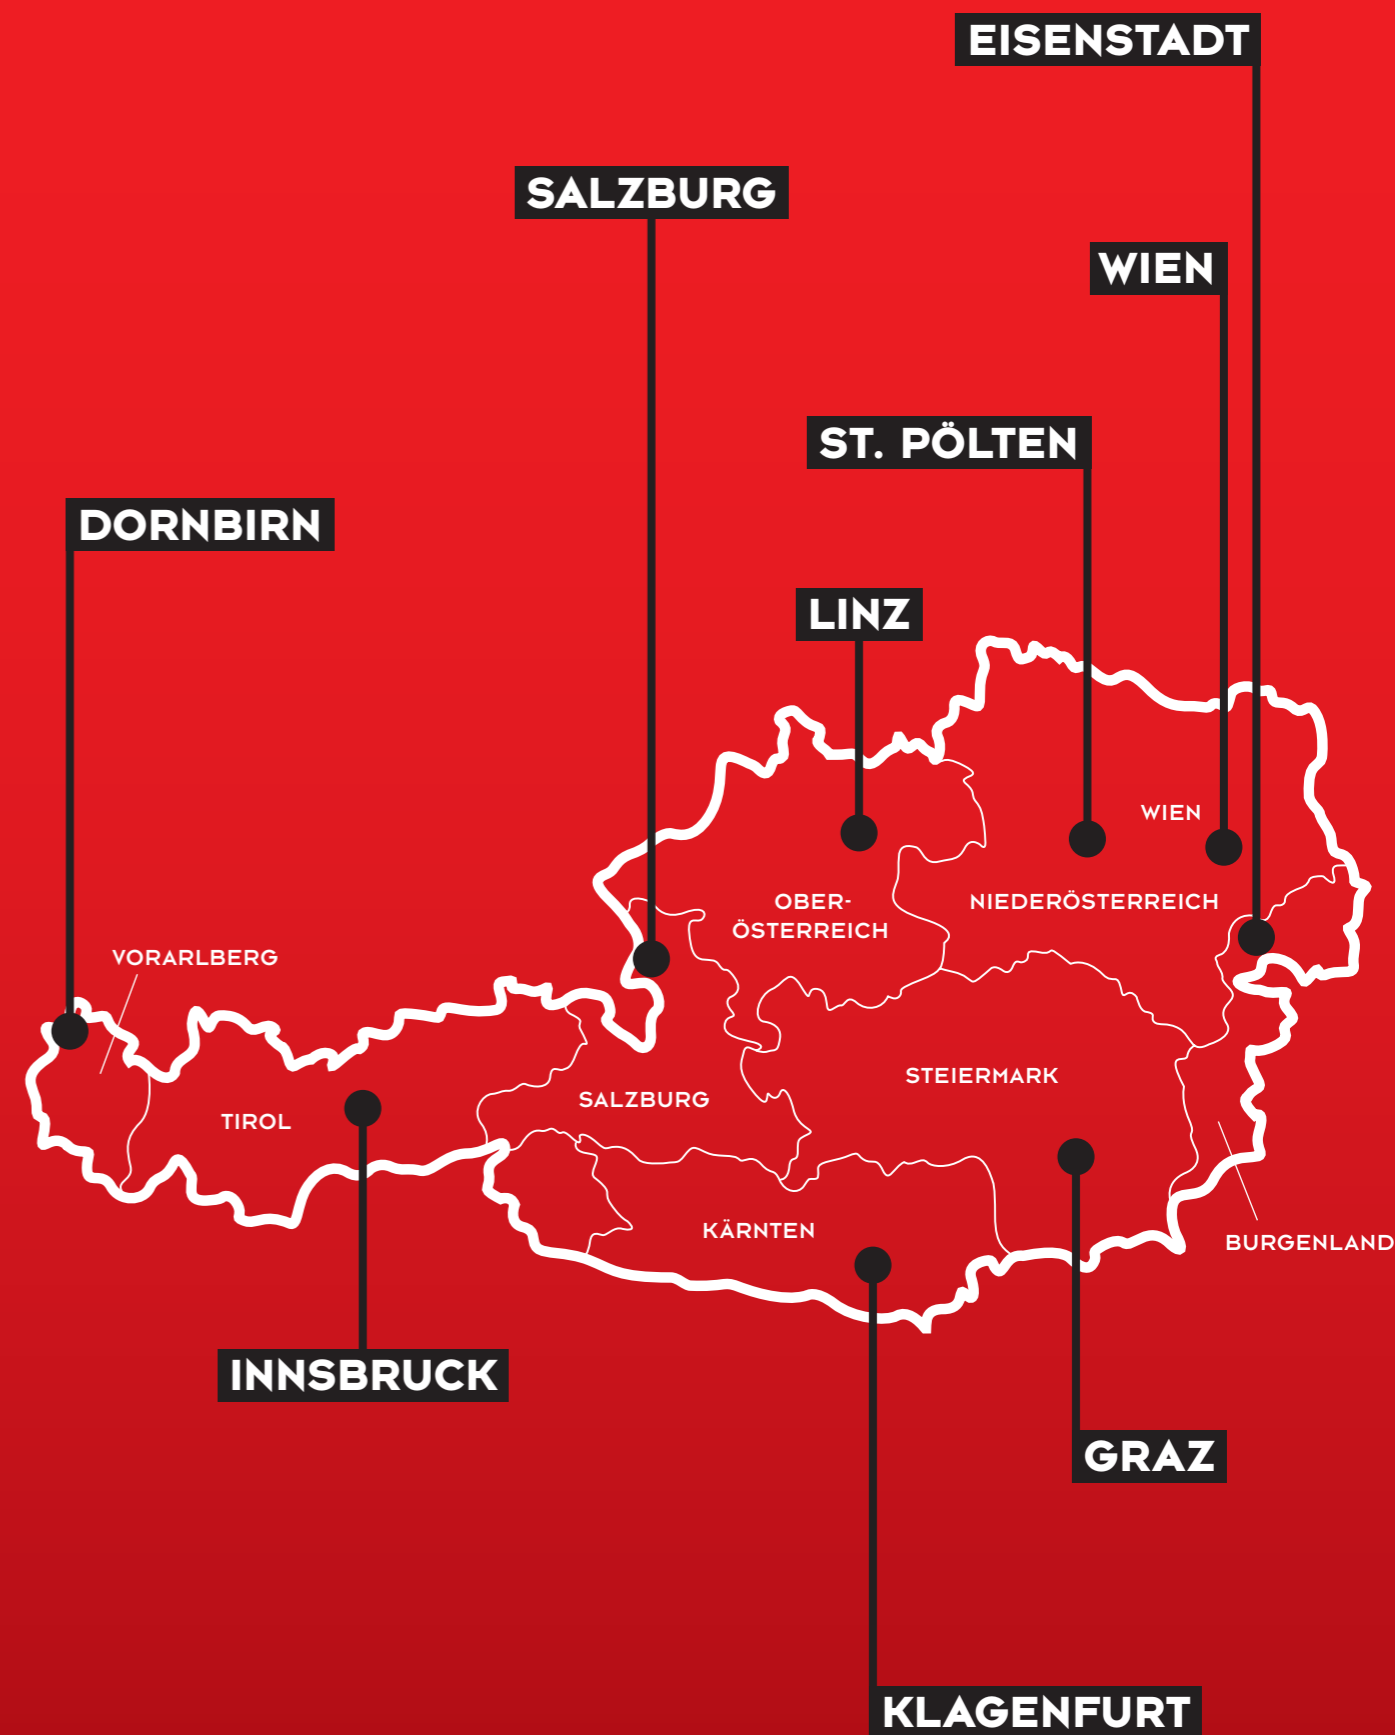 EISENSTADT
SALZBURG
WIEN
ST. PÖLTEN
DORNBIRN
LINZ
WIEN
OBER-
ÖSTERREICH
NIEDERÖSTERREICH
VORARLBERG
STEIERMARK
SALZBURG
TIROL
KÄRNTEN
BURGENLAND
INNSBRUCK
GRAZ
KLAGENFURT